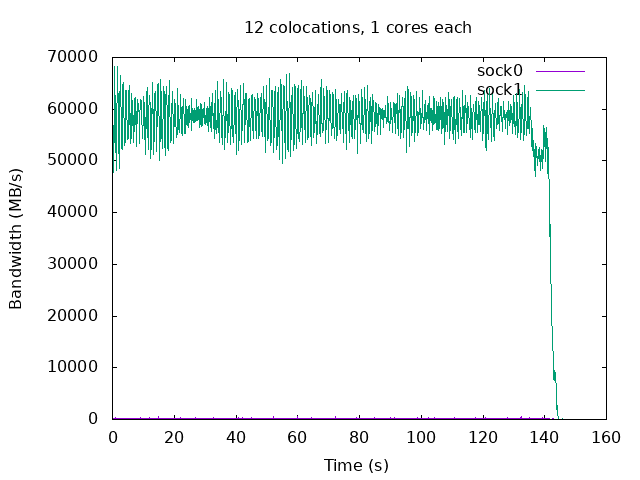 12 colocations, 1 cores each
70000
60000
50000
40000
30000
20000
10000
0
Bandwidth (MB/s)
sock0
sock1
0 20 40 60 80 100 120 140 160
Time (s)